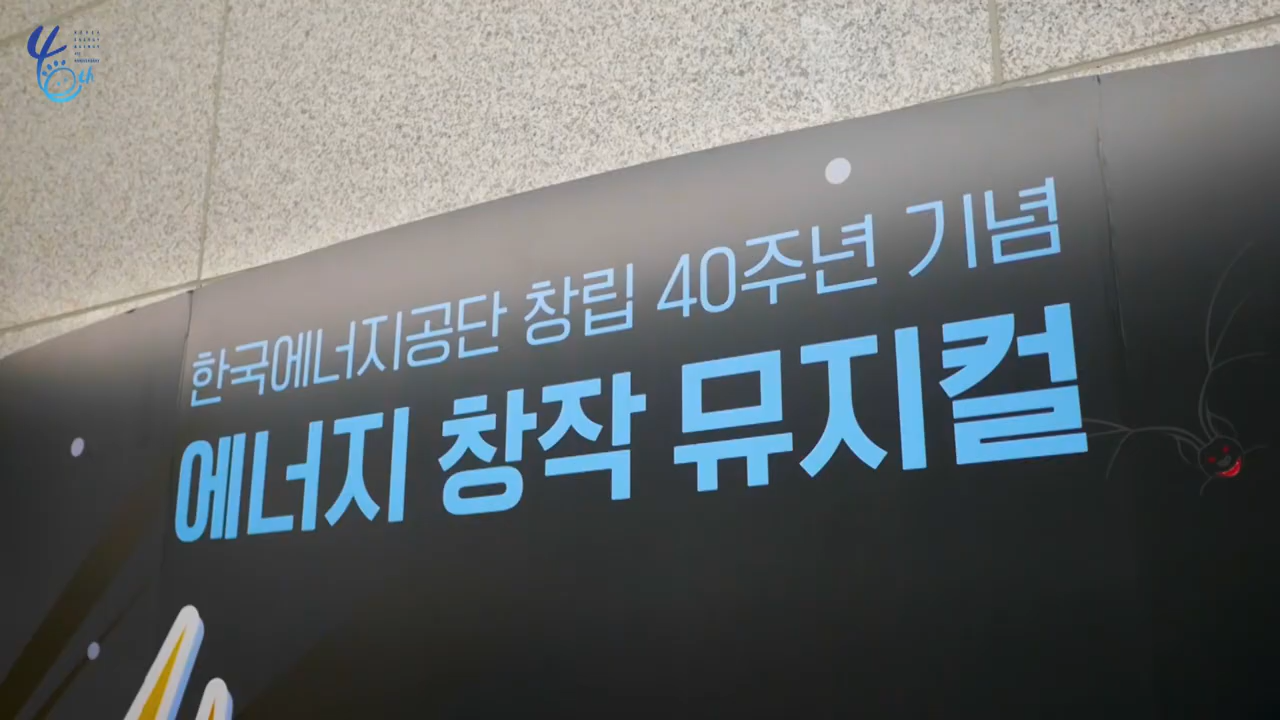 40th
한국에너지공단 창립 40주년 기념
에너지 창작 뮤지컬